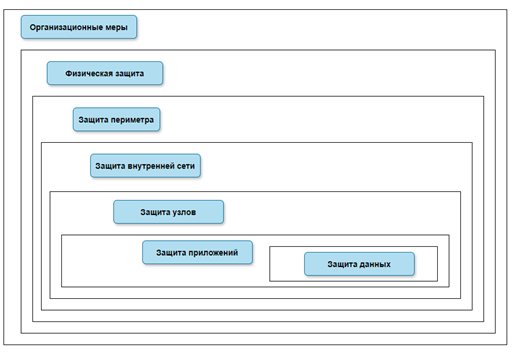 Организационные меры
Физическая защита
Защита периметра
Защита внутренней сети
Защита узлов
Защита приложений
Защита данных